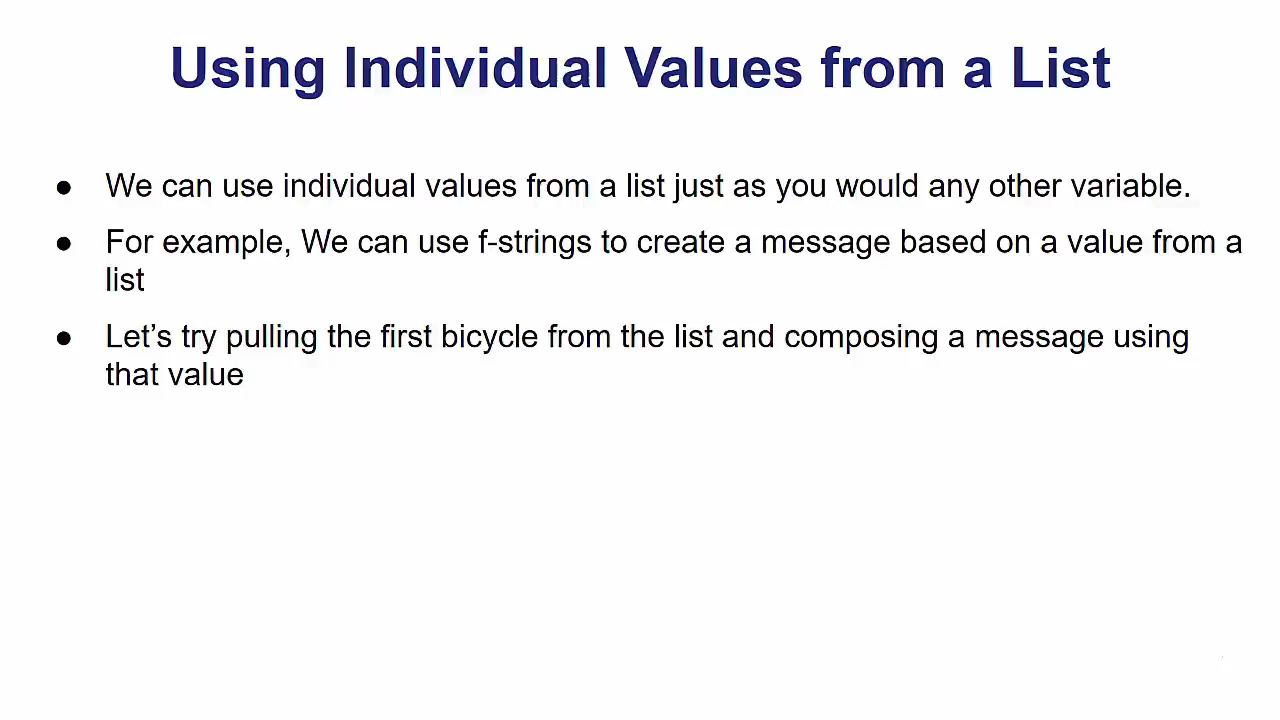 Using Individual Values from a List
● We can use individual values from a list just as you would any other variable.
● For example, We can use f-strings to create a message based on a value from a
list
● Let’s try pulling the first bicycle from the list and composing a message using
that value